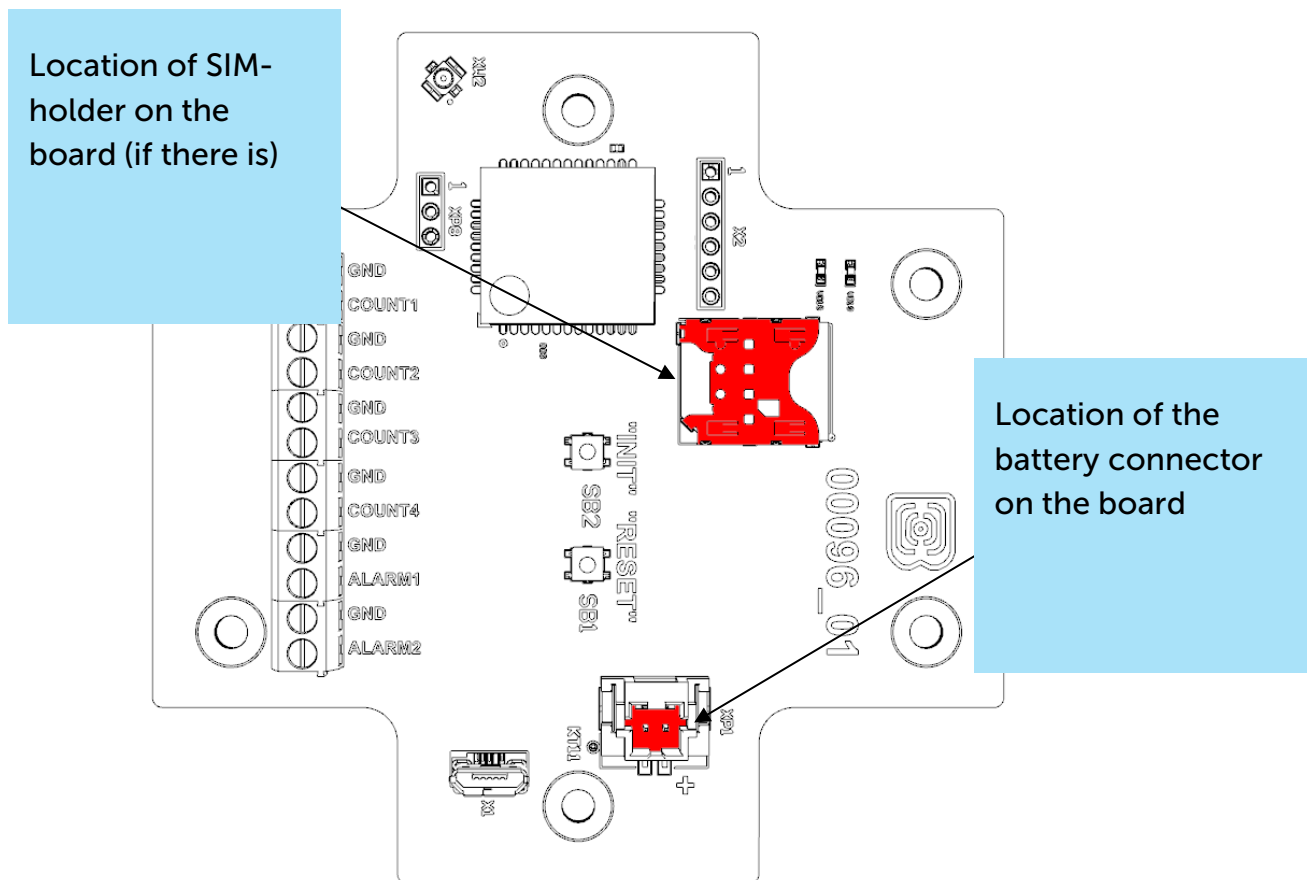 Location of SIM-
holder on the
board (if there is)
XW2
1
XP8
1
X2
GND
COUNT1
GND
COUNT2
GND
COUNT3
GND
COUNT4
GND
ALARM1
GND
ALARM2
"INIT"
SB2
"RESET"
SB1
00096_01
Location of the
battery connector
on the board
XP1
KT11
+
X1